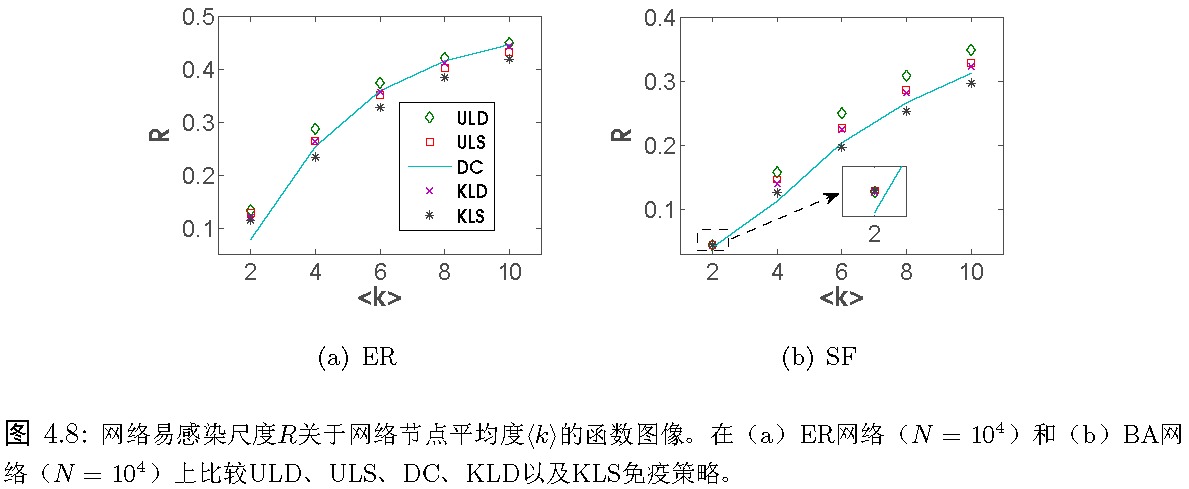 0.5
0.4
0.3
0.2
0.1
R
2 4 6 8 10
<k>
ULD
ULS
DC
KLD
KLS
(a) ER
0.4
0.3
0.2
0.1
R
2 4 6 8 10
<k>
2
(b) SF
图 4.8: 网络易感染尺度R关于网络节点平均度⟨k⟩的函数图像。在（a）ER网络（N = 10⁴）和（b）BA网
络（N = 10⁴）上比较ULD、ULS、DC、KLD以及KLS免疫策略。